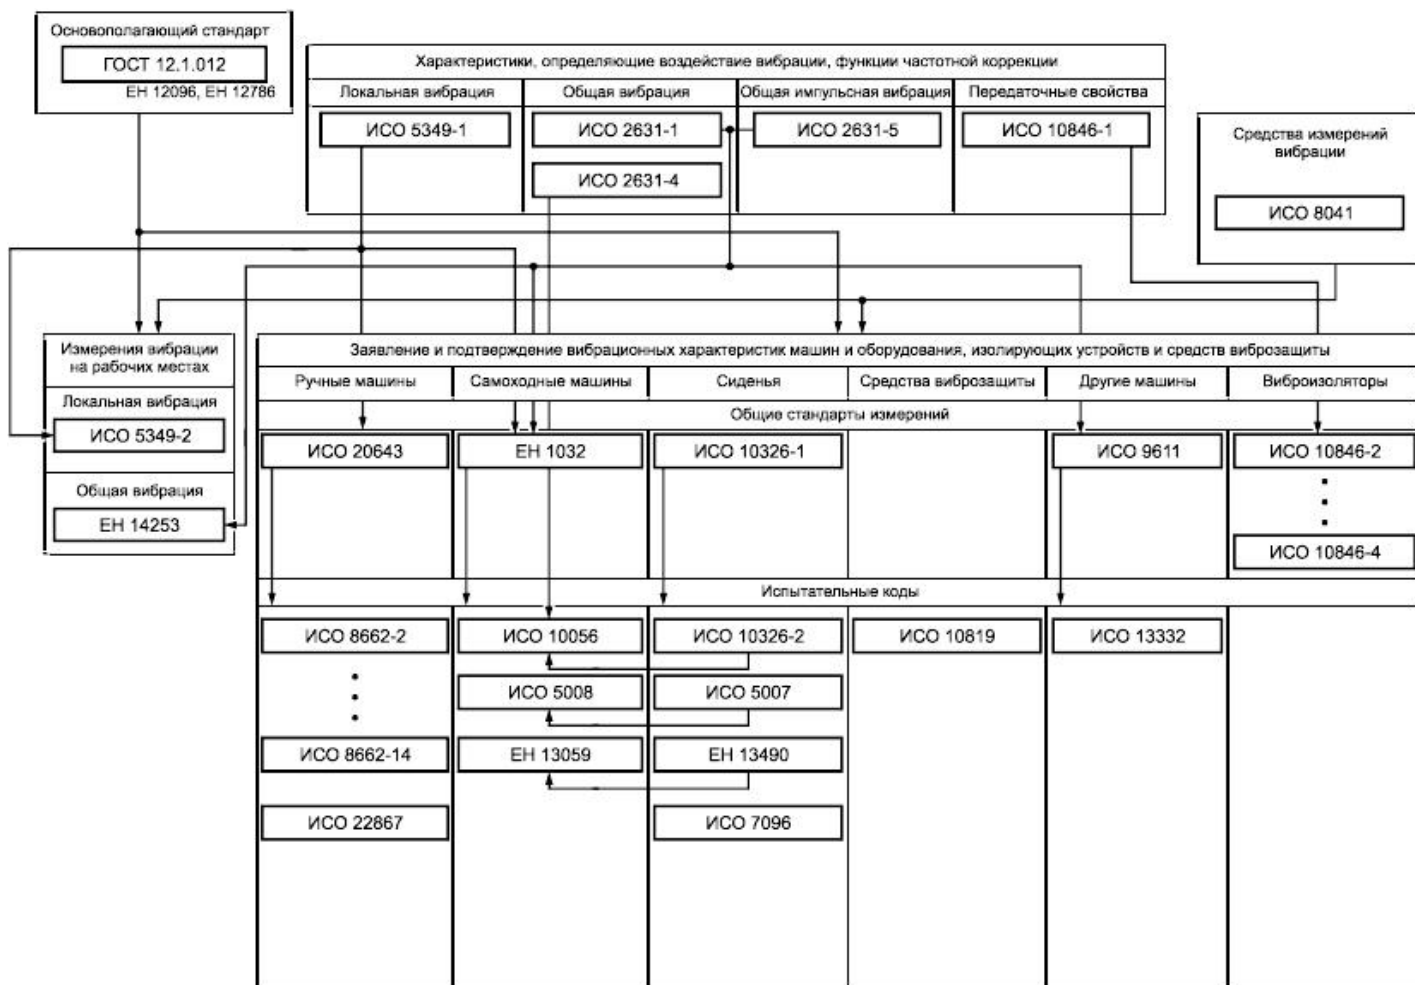 Основополагающий стандарт
ГОСТ 12.1.012
ЕН 12096, ЕН 12786
Характеристики, определяющие воздействие вибрации, функции частотной коррекции
Локальная вибрация
Общая вибрация
Общая импульсная вибрация
Передаточные свойства
ИСО 5349-1
ИСО 2631-1
ИСО 2631-5
ИСО 10846-1
ИСО 2631-4
Средства измерений
вибрации
ИСО 8041
Измерения вибрации
на рабочих местах
Локальная вибрация
ИСО 5349-2
Общая вибрация
ЕН 14253
Заявление и подтверждение вибрационных характеристик машин и оборудования, изолирующих устройств и средств виброзащиты
Ручные машины
Самоходные машины
Сиденья
Средства виброзащиты
Другие машины
Виброизоляторы
Общие стандарты измерений
ИСО 20643
ЕН 1032
ИСО 10326-1
ИСО 9611
ИСО 10846-2
ИСО 10846-4
Испытательные коды
ИСО 8662-2
ИСО 10056
ИСО 10326-2
ИСО 10819
ИСО 13332
ИСО 5008
ИСО 5007
ИСО 8662-14
ЕН 13059
ЕН 13490
ИСО 22867
ИСО 7096